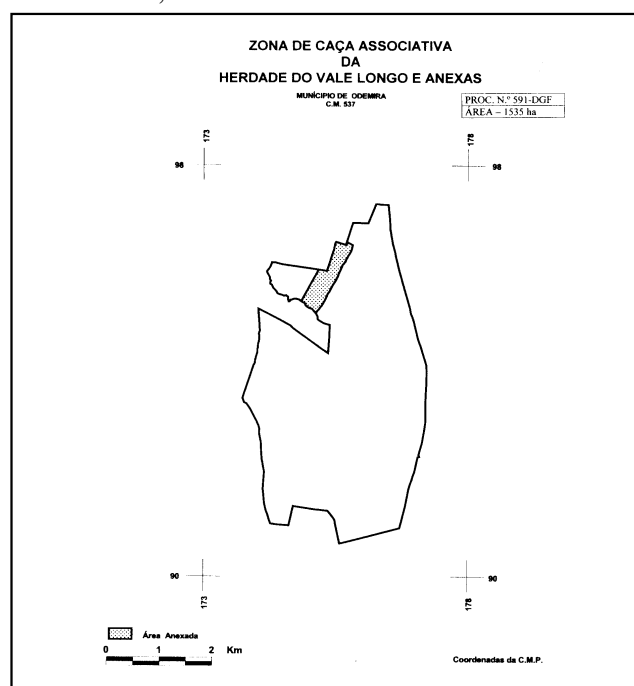 ZONA DE CAÇA ASSOCIATIVA
DA
HERDADE DO VALE LONGO E ANEXAS
MUNÍCIPIO DE ODEMIRA
C.M. 537
PROC. N.º 591-DGF
ÁREA – 1535 ha
173
178
98
98
90
90
173
178
Área Anexada
0 1 2 Km
Coordenadas da C.M.P.